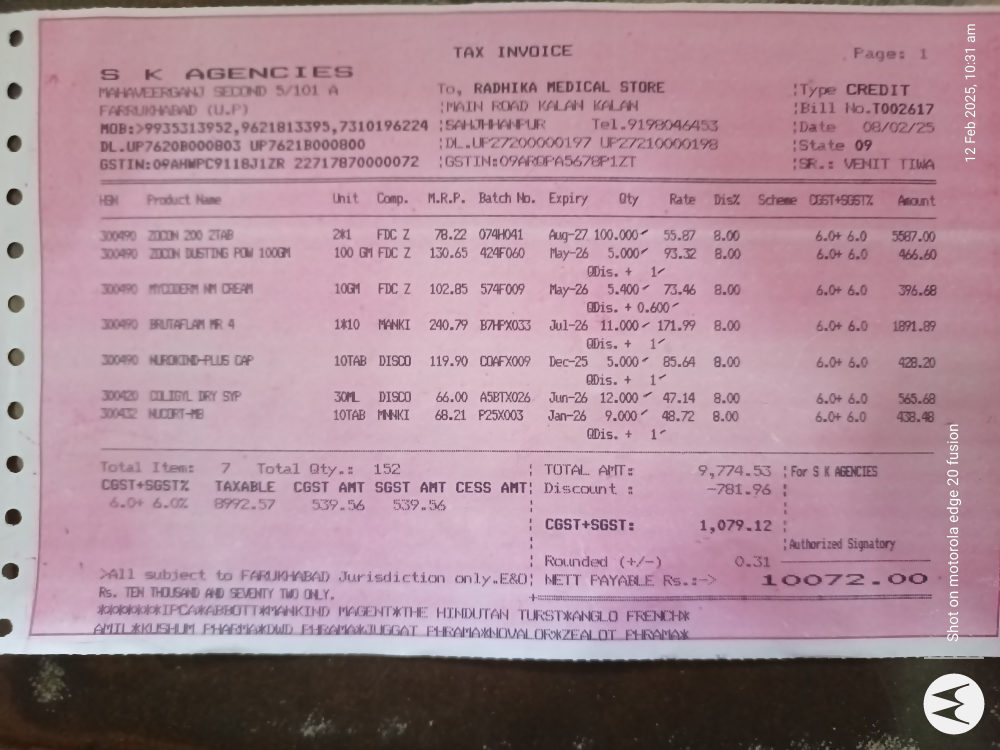 TAX INVOICE
Page: 1
S K AGENCIES
MAHAVEERGANJ SECOND 5/101 A
FARRUKHABAD (U.P)
MOB:>9935313952,9621813395,7310196224
DL.UP7620B000803 UP7621B000800
GSTIN:09AHWPC9118J1ZR 22717870000072
To, RADHIKA MEDICAL STORE
MAIN ROAD KALAN KALAN
SAHJHANPUR Tel.9198046453
DL.UP27200000197 UP27210000198
GSTIN:09AROPA5678P1ZT
Type CREDIT
Bill No.T002617
Date 08/02/25
State 09
SR.: VENIT TIWA
HSN Product Name Unit Comp. M.R.P. Batch No. Expiry Qty Rate Dis% Scheme CGST+SGST% Amount
300490 ZOCON 200 2TAB 2*1 FDC Z 78.22 074H041 Aug-27 100.000 55.87 8.00 6.0+ 6.0 5587.00
300490 ZOCON DUSTING POW 100GM 100 GM FDC Z 130.65 424F060 May-26 5.000 93.32 8.00 6.0+ 6.0 466.60
QDis. + 1
300490 MYCODERM NM CREAM 10GM FDC Z 102.85 574F009 May-26 5.400 73.46 8.00 6.0+ 6.0 396.68
QDis. + 0.600
300490 BRUTAFLAM MR 4 1*10 MANKI 240.79 B7HPX033 Jul-26 11.000 171.99 8.00 6.0+ 6.0 1891.89
QDis. + 1
300490 NUROKIND-PLUS CAP 10TAB DISCO 119.90 COAFX009 Dec-25 5.000 85.64 8.00 6.0+ 6.0 428.20
QDis. + 1
300420 COLIGYL DRY SYP 30ML DISCO 66.00 A5BTX026 Jun-26 12.000 47.14 8.00 6.0+ 6.0 565.68
300432 NUCORT-MB 10TAB MNNKI 68.21 P25X003 Jan-26 9.000 48.72 8.00 6.0+ 6.0 438.48
QDis. + 1
Total Item: 7 Total Qty.: 152
CGST+SGST% TAXABLE CGST AMT SGST AMT CESS AMT
6.0+ 6.0% 8992.57 539.56 539.56
TOTAL AMT: 9,774.53
Discount : -781.96
CGST+SGST: 1,079.12
Rounded (+/-) 0.31
NETT PAYABLE Rs.:-> 10072.00
For S K AGENCIES
Authorized Signatory
>All subject to FARUKHABAD Jurisdiction only.E&O
Rs. TEN THOUSAND AND SEVENTY TWO ONLY.
*******IPCA*ABBOTT*MANKIND MAGENT*THE HINDUTAN TURST*ANGLO FRENCH*
AMIL*KUSHUM PHARMA*DWD PHRAMA*JUGGAT PHRAMA*NOVALOR*ZEALOT PHRAMA*
12 Feb 2025, 10:31 am
Shot on motorola edge 20 fusion